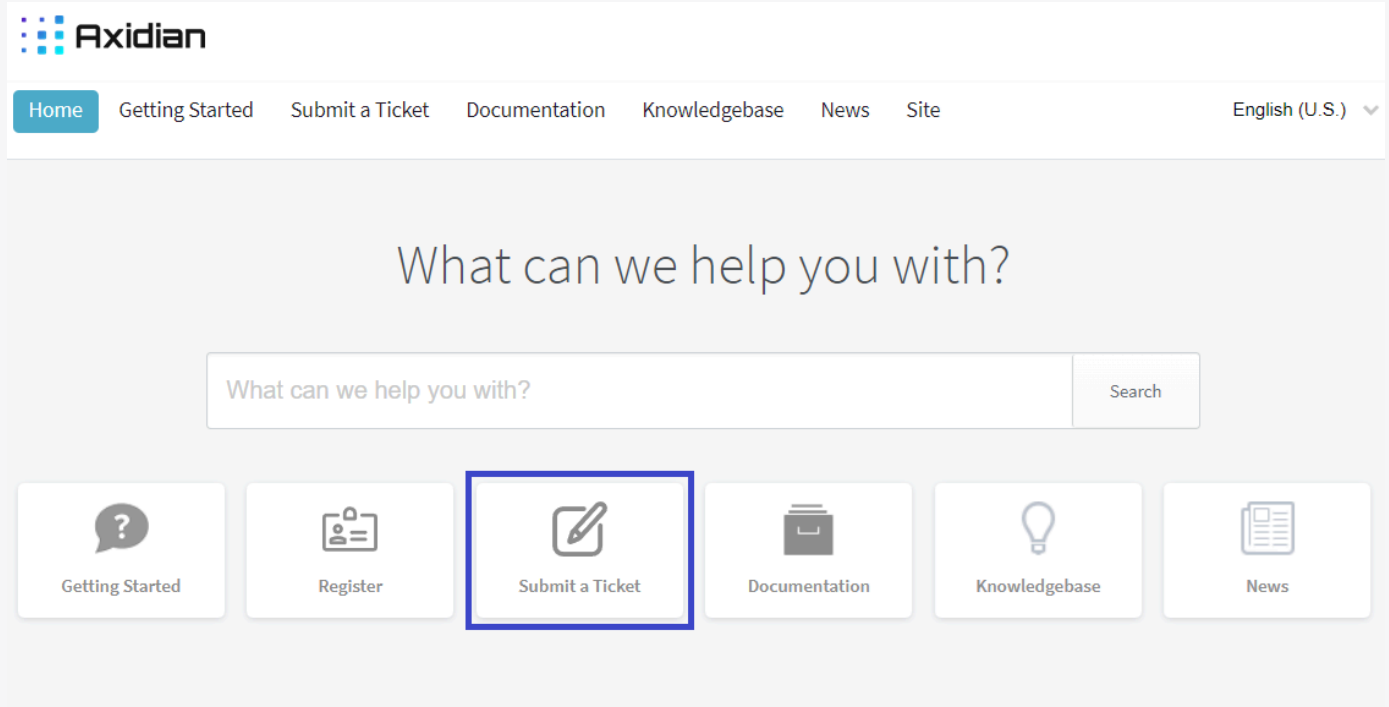 Axidian
Home Getting Started Submit a Ticket Documentation Knowledgebase News Site English (U.S.)
What can we help you with?
What can we help you with? Search
? 
Getting Started Register Submit a Ticket Documentation Knowledgebase News